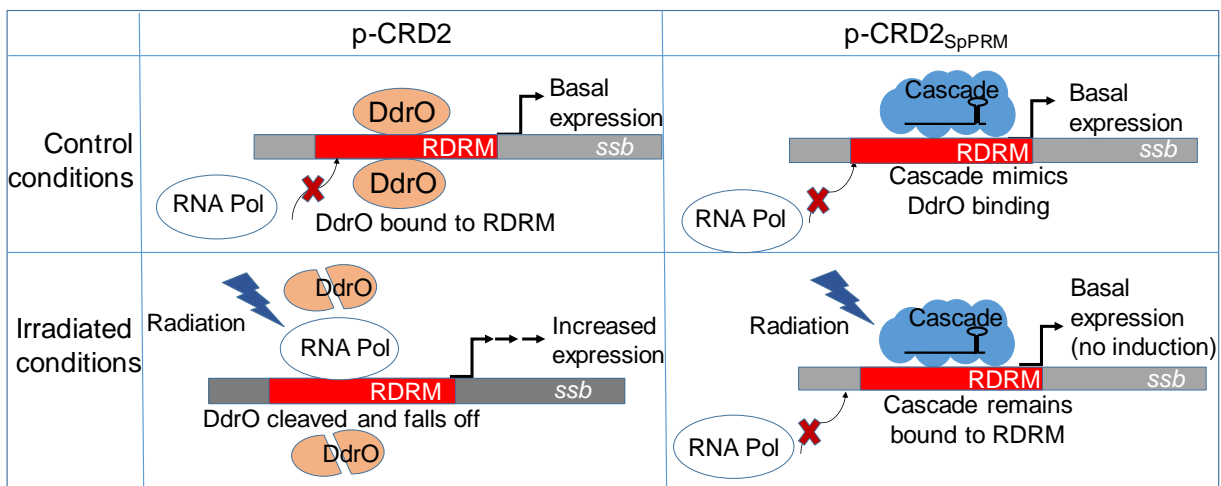 p-CRD2
p-CRD2SpPRM
Control
conditions
DdrO
Basal
expression
RDRM
ssb
DdrO
RNA Pol
DdrO bound to RDRM
Cascade
Basal
expression
RDRM
ssb
Cascade mimics
DdrO binding
RNA Pol
Irradiated
conditions
DdrO
Radiation
RNA Pol
Increased
expression
RDRM
ssb
DdrO cleaved and falls off
DdrO
Radiation
Cascade
Basal
expression
(no induction)
RDRM
ssb
Cascade remains
bound to RDRM
RNA Pol